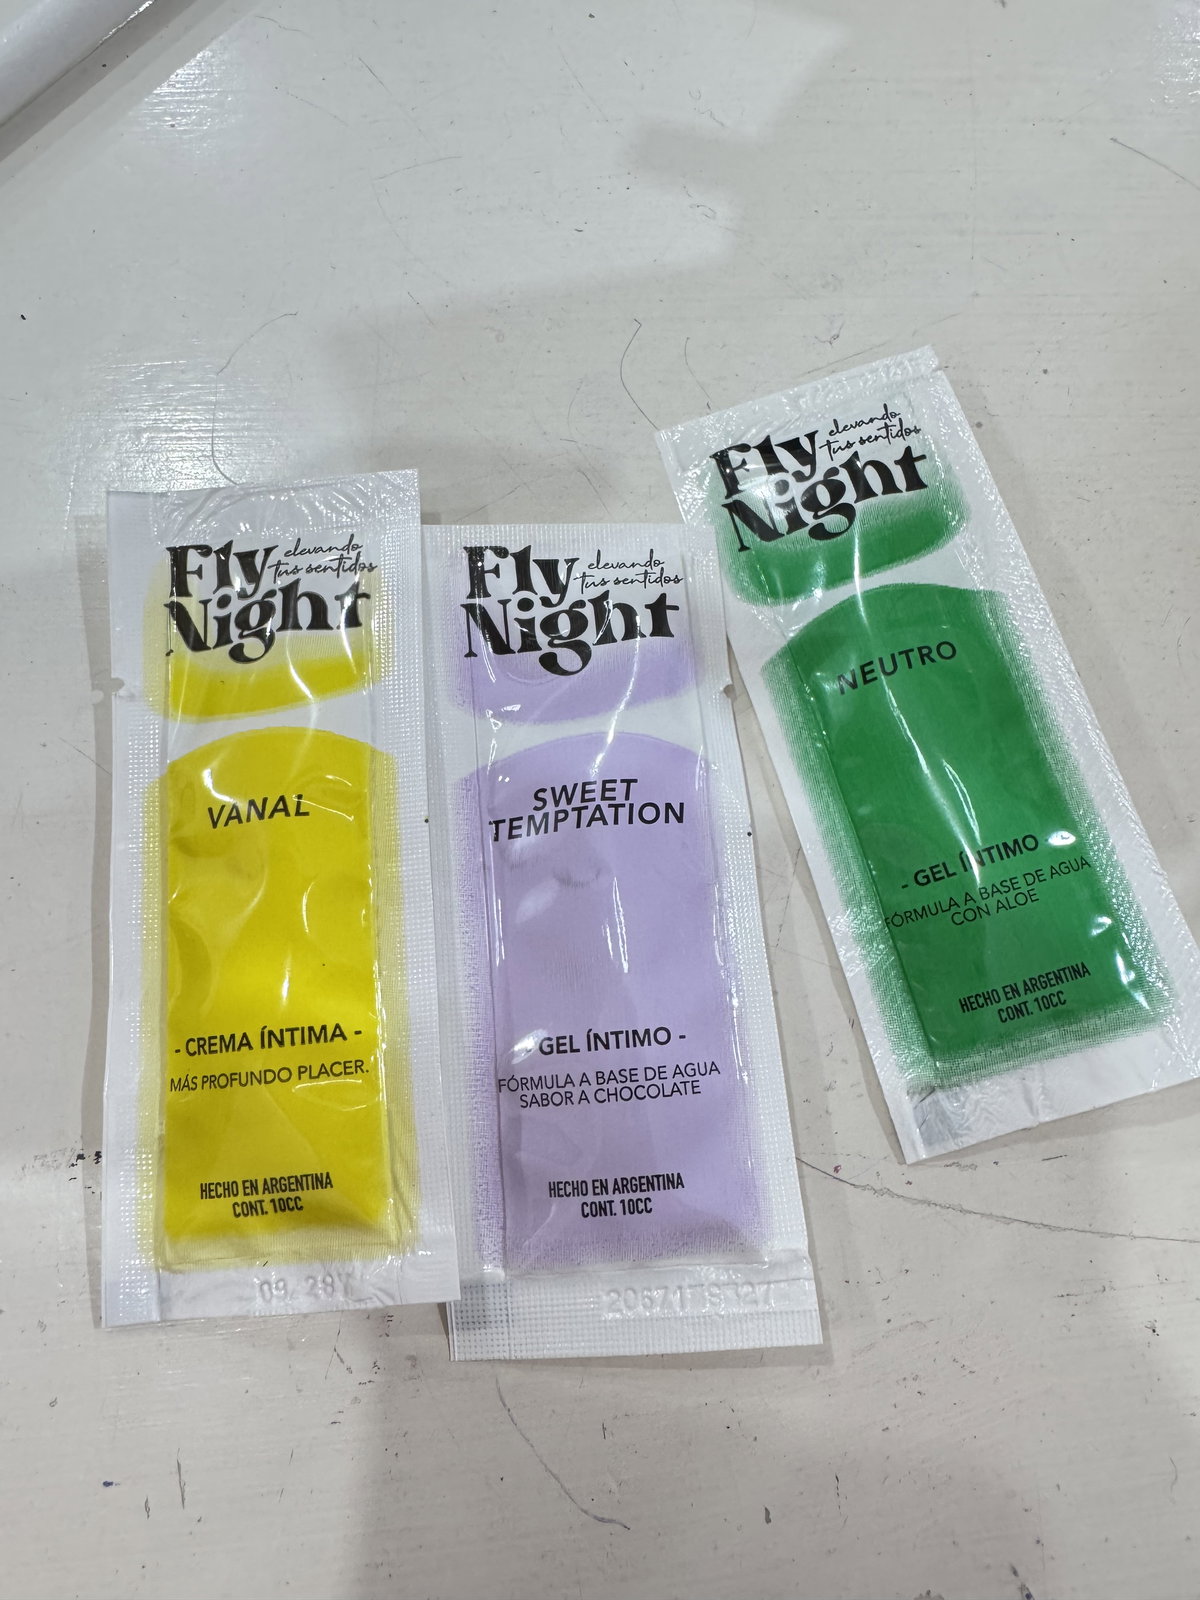 Fly elevando
tus sentidos
Night
VANAL
- CREMA ÍNTIMA -
MÁS PROFUNDO PLACER.
HECHO EN ARGENTINA
CONT. 10CC
09 28
Fly elevando
tus sentidos
Night
SWEET
TEMPTATION
- GEL ÍNTIMO -
FÓRMULA A BASE DE AGUA
SABOR A CHOCOLATE
HECHO EN ARGENTINA
CONT. 10CC
Fly elevando
tus sentidos
Night
NEUTRO
- GEL ÍNTIMO -
FÓRMULA A BASE DE AGUA
CON ALOE
HECHO EN ARGENTINA
CONT. 10CC